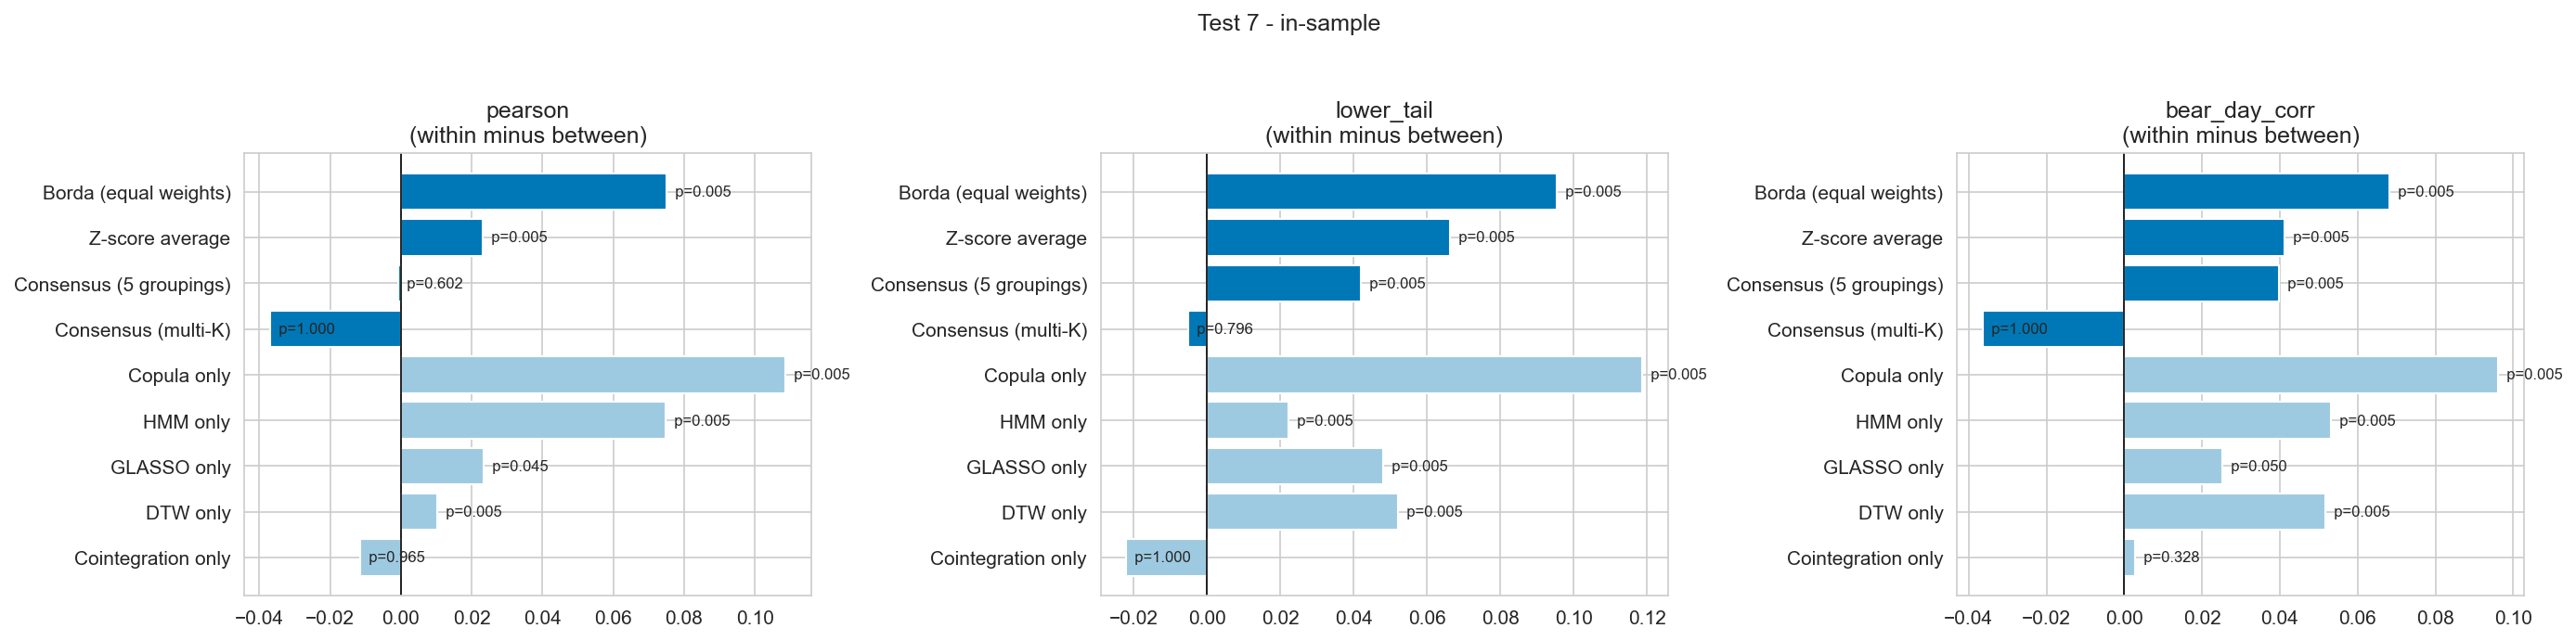 Test 7 - in-sample
pearson
(within minus between)
Borda (equal weights)
Z-score average
Consensus (5 groupings)
Consensus (multi-K)
Copula only
HMM only
GLASSO only
DTW only
Cointegration only
p=0.005
p=0.005
p=0.602
p=1.000
p=0.005
p=0.005
p=0.045
p=0.005
p=0.965
−0.04 −0.02 0.00 0.02 0.04 0.06 0.08 0.10
lower_tail
(within minus between)
Borda (equal weights)
Z-score average
Consensus (5 groupings)
Consensus (multi-K)
Copula only
HMM only
GLASSO only
DTW only
Cointegration only
p=0.005
p=0.005
p=0.005
p=0.796
p=0.005
p=0.005
p=0.005
p=0.005
p=1.000
−0.02 0.00 0.02 0.04 0.06 0.08 0.10 0.12
bear_day_corr
(within minus between)
Borda (equal weights)
Z-score average
Consensus (5 groupings)
Consensus (multi-K)
Copula only
HMM only
GLASSO only
DTW only
Cointegration only
p=0.005
p=0.005
p=0.005
p=1.000
p=0.005
p=0.005
p=0.050
p=0.005
p=0.328
−0.04 −0.02 0.00 0.02 0.04 0.06 0.08 0.10